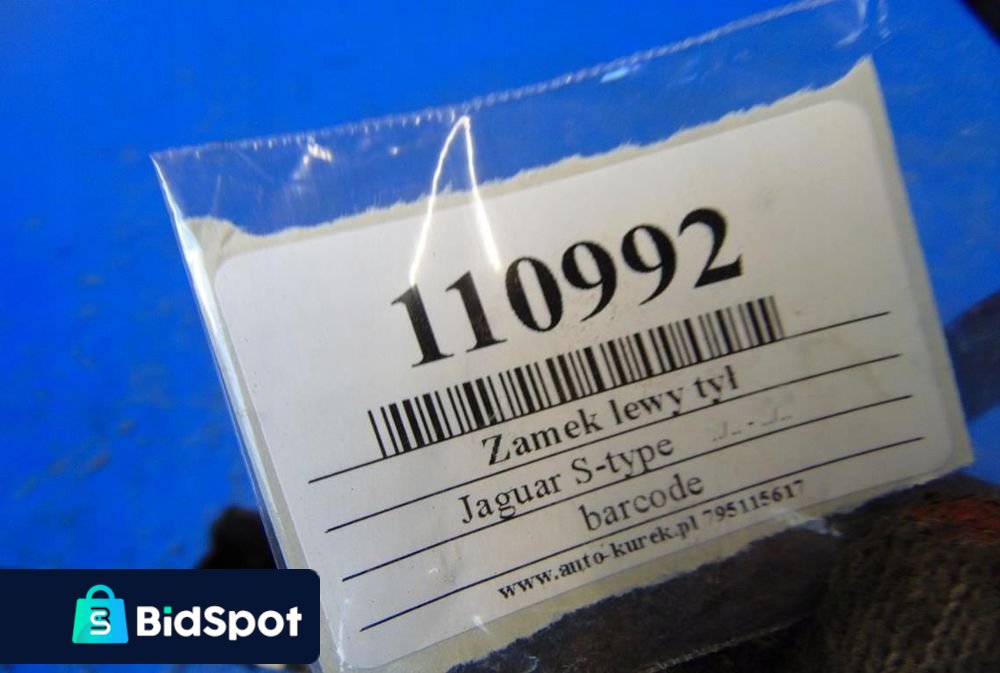 110992
Zamek lewy tył
Jaguar S-type
barcode
www.auto-kurek.pl 795115617
BidSpot